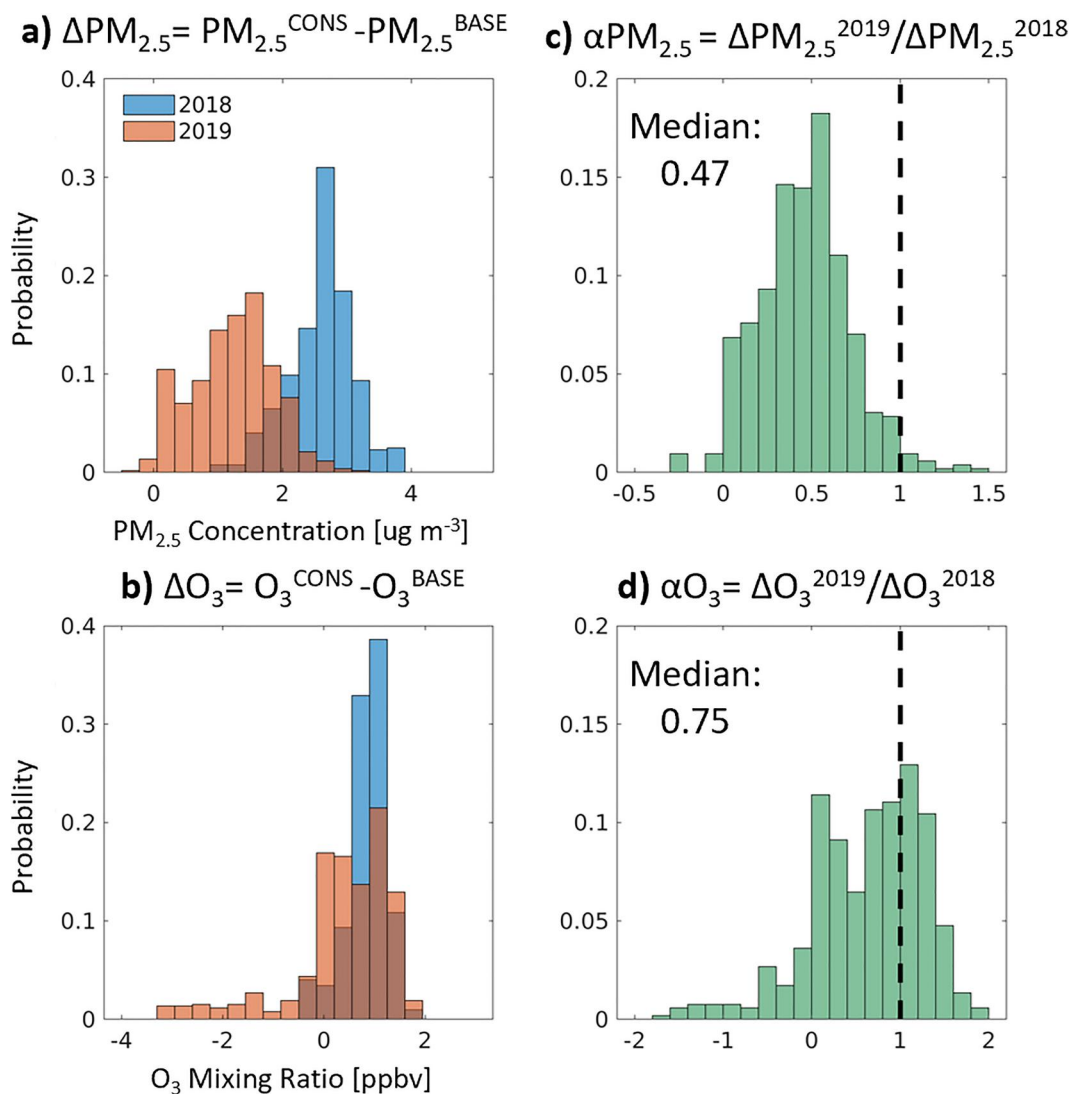 a) ΔPM₂.₅= PM₂.₅ᶜᴼᴺˢ -PM₂.₅ᴮᴬˢᴱ
0.4
0.3
0.2
0.1
0
2018
2019
Probability
0 2 4
PM₂.₅ Concentration [ug m⁻³]
c) αPM₂.₅ = ΔPM₂.₅²⁰¹⁹/ΔPM₂.₅²⁰¹⁸
0.2
0.15
0.1
0.05
0
Median:
0.47
-0.5 0 0.5 1 1.5
b) ΔO₃= O₃ᶜᴼᴺˢ -O₃ᴮᴬˢᴱ
0.4
0.3
0.2
0.1
0
Probability
-4 -2 0 2
O₃ Mixing Ratio [ppbv]
d) αO₃= ΔO₃²⁰¹⁹/ΔO₃²⁰¹⁸
0.2
0.15
0.1
0.05
0
Median:
0.75
-2 -1 0 1 2